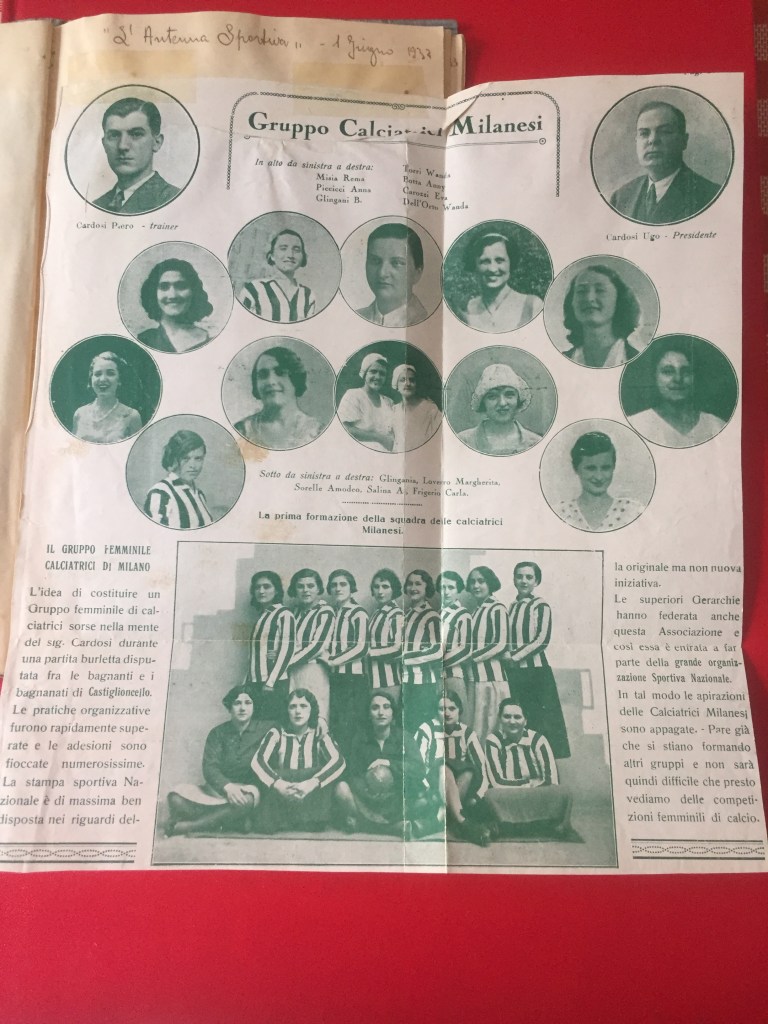 "L'Antenna Sportiva" - 1 Giugno 1933
Gruppo Calciatrici Milanesi
In alto da sinistra a destra:
Misia Remà
Piccicci Anna
Glingani B.
Torri Wanda
Botta Anny
Carozzi Eva
Dell'Orto Wanda
Cardosi Piero - trainer
Cardosi Ugo - Presidente
Sotto da sinistra a destra: Glingania, Lucerro Margherita,
Sorelle Amodeo, Salina A., Frigerio Carla.
La prima formazione della squadra delle calciatrici
Milanesi.
IL GRUPPO FEMMINILE
CALCIATRICI DI MILANO
L'idea di costituire un
Gruppo femminile di cal-
ciatrici sorse nella mente
del sig. Cardosi durante
una partita burletta dispu-
tata fra le bagnanti e i
bagnanati di Castiglioncello.
Le pratiche organizzative
furono rapidamente supe-
rate e le adesioni sono
fioccate numerosissime.
La stampa sportiva Na-
zionale è di massima ben
disposta nei riguardi del-
la originale ma non nuova
iniziativa.
Le superiori Gerarchie
hanno federata anche
questa Associazione e
così essa è entrata a far
parte della grande organiz-
zazione Sportiva Nazionale.
In tal modo le apirazioni
delle Calciatrici Milanesi
sono appagate. - Pare già
che si stiano formando
altri gruppi e non sarà
quindi difficile che presto
vediamo delle competi-
zioni femminili di calcio.